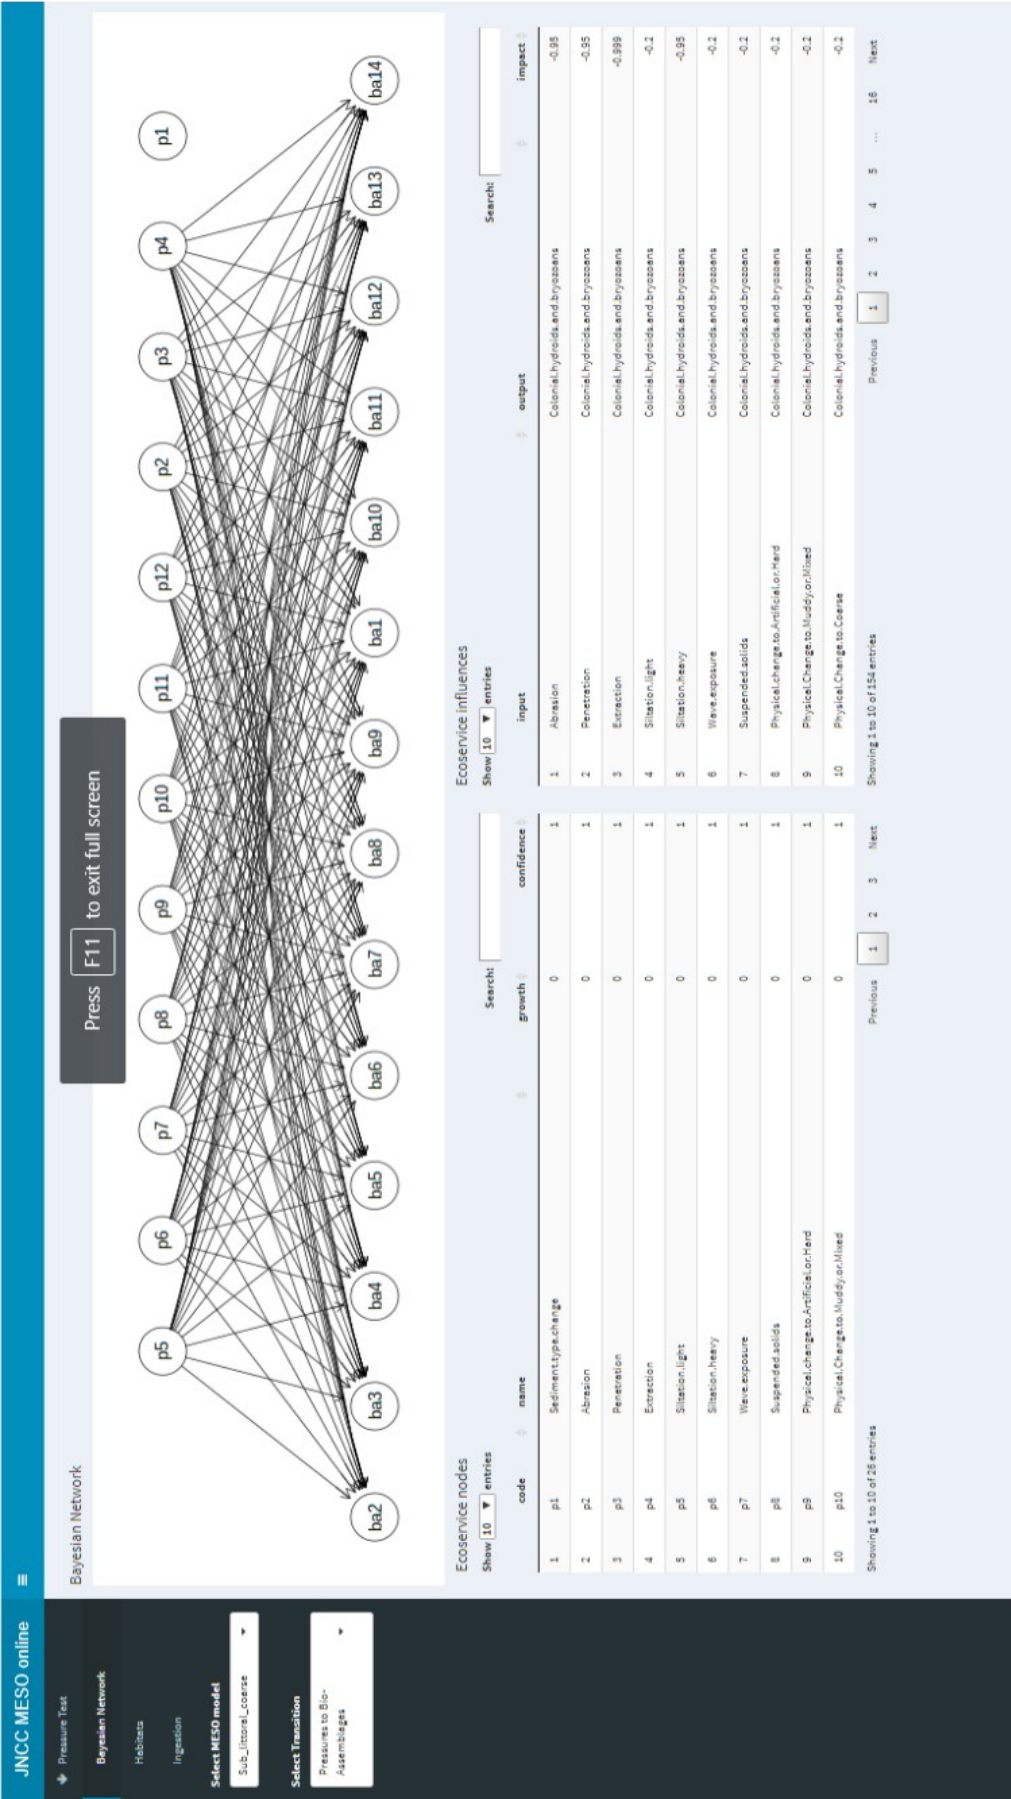 JNCC MESO online
Pressure Test
Bayesian Network
Habitats
Ingestion
Select MESO model
Sub_littoral_coarse
Select Transition
Pressures to Bio-
Assemblages
Bayesian Network
Press F11 to exit full screen
p5 p6 p7 p8 p9 p10 p11 p12 p2 p3 p4 p1
ba2 ba3 ba4 ba5 ba6 ba7 ba8 ba9 ba1 ba10 ba11 ba12 ba13 ba14
Ecoservice nodes
Show 10 entries Search:
code name growth confidence
1 p1 Sediment.type.change 0 1
2 p2 Abrasion 0 1
3 p3 Penetration 0 1
4 p4 Extraction 0 1
5 p5 Siltation.light 0 1
6 p6 Siltation.heavy 0 1
7 p7 Wave.exposure 0 1
8 p8 Suspended.solids 0 1
9 p9 Physical.change.to.Artificial.or.Hard 0 1
10 p10 Physical.Change.to.Muddy.or.Mixed 0 1
Showing 1 to 10 of 26 entries
Previous 1 2 3 Next
Ecoservice influences
Show 10 entries Search:
input output impact
1 Abrasion Colonial.hydroids.and.bryozoans -0.95
2 Penetration Colonial.hydroids.and.bryozoans -0.95
3 Extraction Colonial.hydroids.and.bryozoans -0.999
4 Siltation.light Colonial.hydroids.and.bryozoans -0.2
5 Siltation.heavy Colonial.hydroids.and.bryozoans -0.95
6 Wave.exposure Colonial.hydroids.and.bryozoans -0.2
7 Suspended.solids Colonial.hydroids.and.bryozoans -0.2
8 Physical.change.to.Artificial.or.Hard Colonial.hydroids.and.bryozoans -0.2
9 Physical.Change.to.Muddy.or.Mixed Colonial.hydroids.and.bryozoans -0.2
10 Physical.Change.to.Coarse Colonial.hydroids.and.bryozoans -0.2
Showing 1 to 10 of 154 entries
Previous 1 2 3 4 5 ... 16 Next